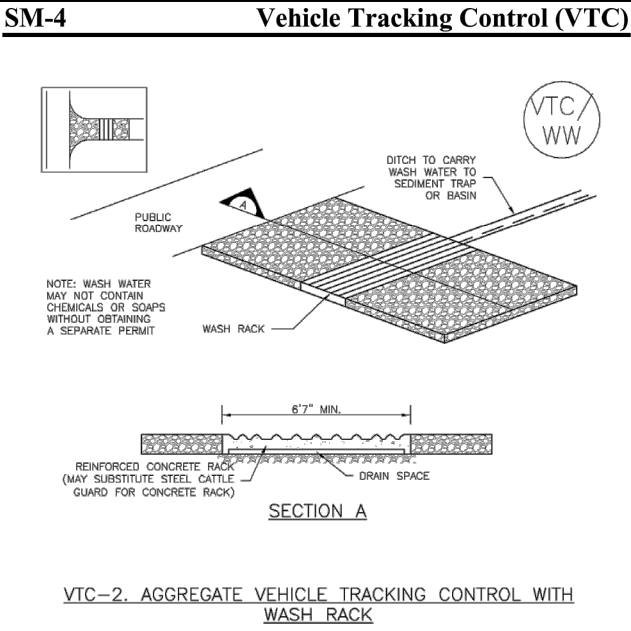 SM-4
Vehicle Tracking Control (VTC)
VTC/
WW
DITCH TO CARRY
WASH WATER TO
SEDIMENT TRAP
OR BASIN
A
PUBLIC
ROADWAY
NOTE: WASH WATER
MAY NOT CONTAIN
CHEMICALS OR SOAPS
WITHOUT OBTAINING
A SEPARATE PERMIT
WASH RACK
6'7" MIN.
REINFORCED CONCRETE RACK
(MAY SUBSTITUTE STEEL CATTLE
GUARD FOR CONCRETE RACK)
DRAIN SPACE
SECTION A
VTC-2. AGGREGATE VEHICLE TRACKING CONTROL WITH
WASH RACK